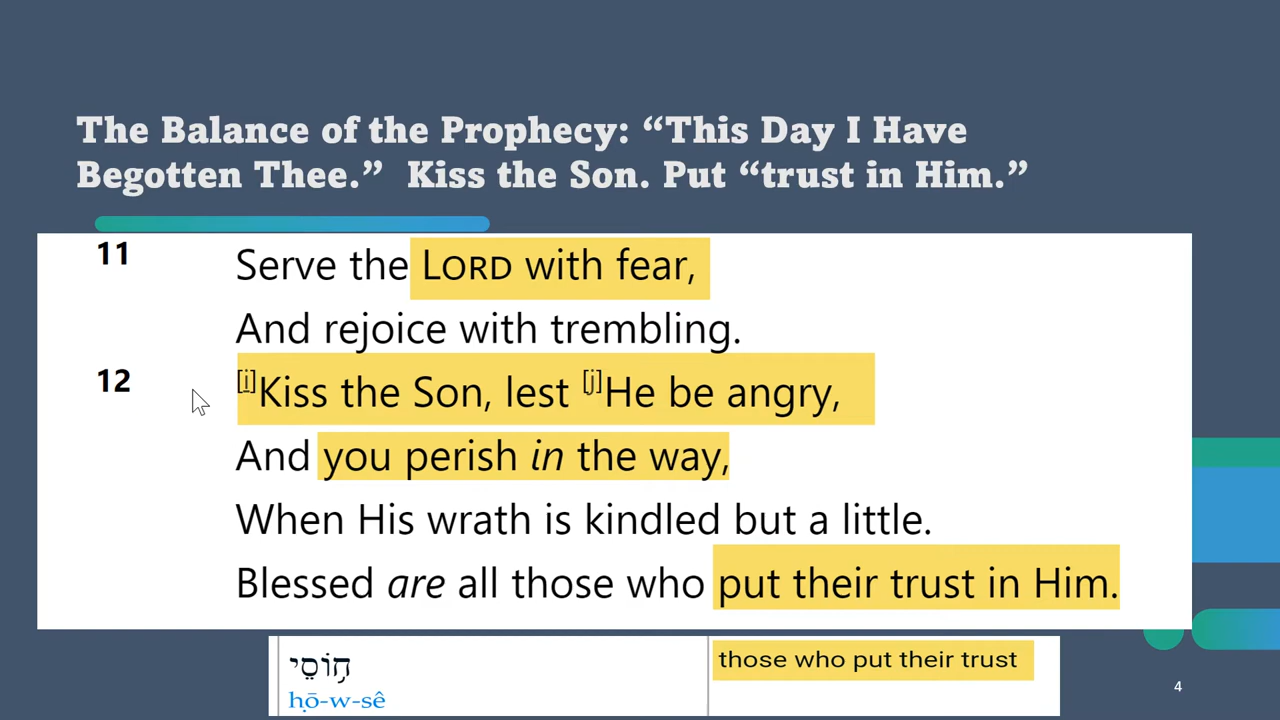 The Balance of the Prophecy: “This Day I Have
Begotten Thee.” Kiss the Son. Put “trust in Him.”
11 Serve the LORD with fear,
And rejoice with trembling.
12 [i]Kiss the Son, lest [j]He be angry,
And you perish in the way,
When His wrath is kindled but a little.
Blessed are all those who put their trust in Him.
ח֥וֹסֵי those who put their trust
ḥō-w-sê
4